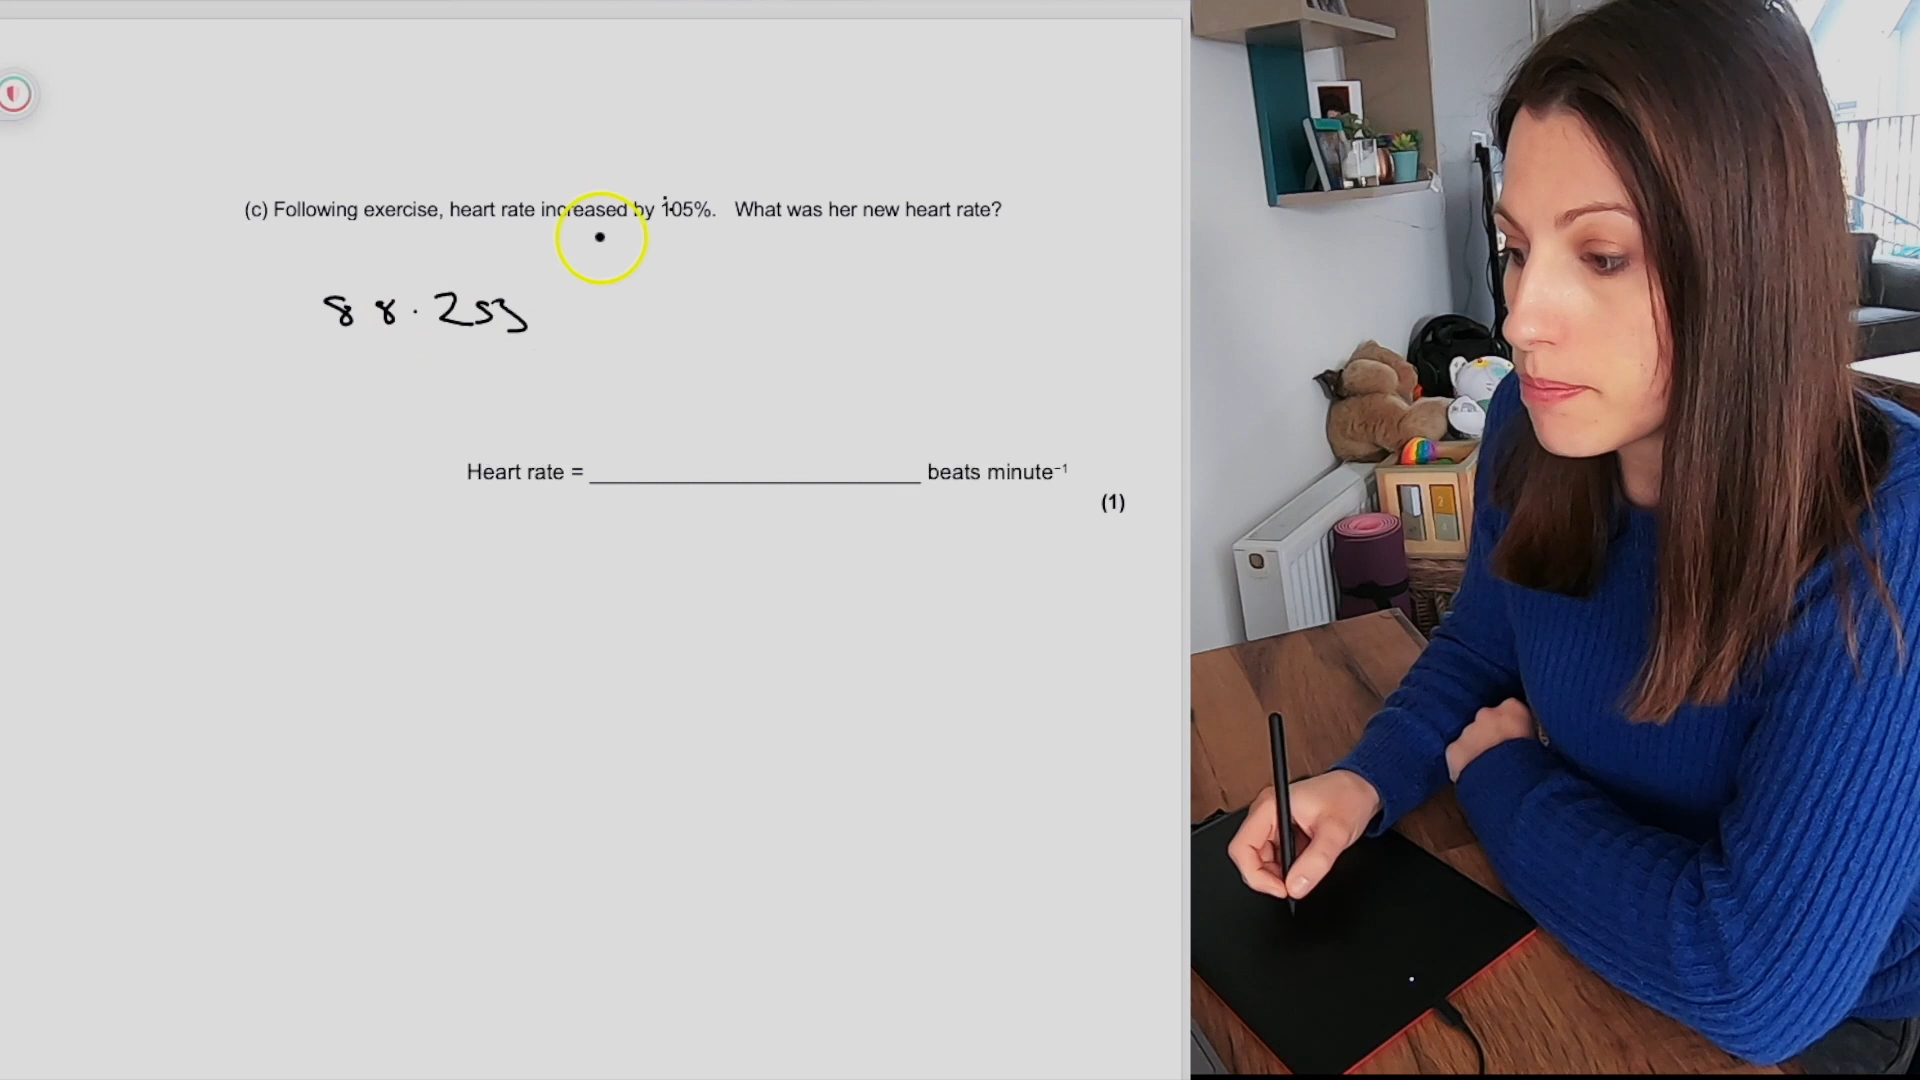 (c) Following exercise, heart rate increased by 105%. What was her new heart rate?
88.253
Heart rate = ____________________________ beats minute⁻¹
(1)